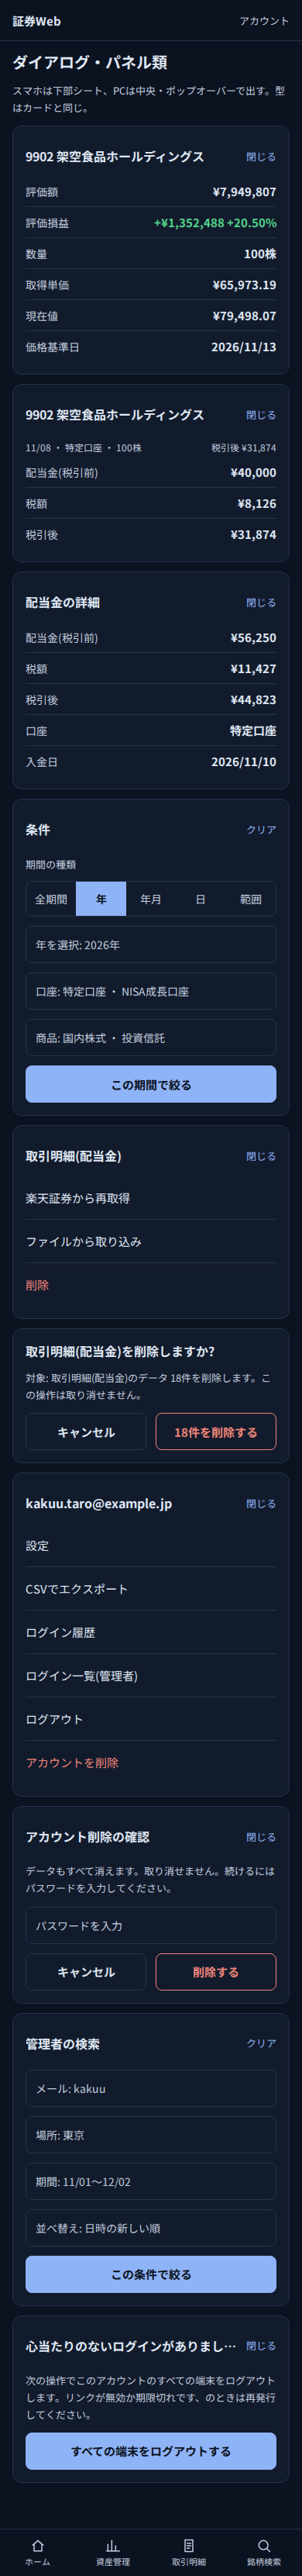 証券Web
アカウント
ダイアログ・パネル類
スマホは下部シート、PCは中央・ポップオーバーで出す。型
はカードと同じ。
9902 架空食品ホールディングス
閉じる
評価額
¥7,949,807
評価損益
+¥1,352,488 +20.50%
数量
100株
取得単価
¥65,973.19
現在値
¥79,498.07
価格基準日
2026/11/13
9902 架空食品ホールディングス
閉じる
11/08 ・ 特定口座 ・ 100株
税引後 ¥31,874
配当金(税引前)
¥40,000
税額
¥8,126
税引後
¥31,874
配当金の詳細
閉じる
配当金(税引前)
¥56,250
税額
¥11,427
税引後
¥44,823
口座
特定口座
入金日
2026/11/10
条件
クリア
期間の種類
全期間
年
年月
日
範囲
年を選択: 2026年
口座: 特定口座 ・ NISA成長口座
商品: 国内株式 ・ 投資信託
この期間で絞る
取引明細(配当金)
閉じる
楽天証券から再取得
ファイルから取り込み
削除
取引明細(配当金)を削除しますか?
対象: 取引明細(配当金)のデータ 18件を削除します。こ
の操作は取り消せません。
キャンセル
18件を削除する
kakuu.taro@example.jp
閉じる
設定
CSVでエクスポート
ログイン履歴
ログイン一覧(管理者)
ログアウト
アカウントを削除
アカウント削除の確認
閉じる
データもすべて消えます。取り消せません。続けるには
パスワードを入力してください。
パスワードを入力
キャンセル
削除する
管理者の検索
クリア
メール: kakuu
場所: 東京
期間: 11/01〜12/02
並べ替え: 日時の新しい順
この条件で絞る
心当たりのないログインがありまし…
閉じる
次の操作でこのアカウントのすべての端末をログアウト
します。リンクが無効か期限切れです、のときは再発行
してください。
すべての端末をログアウトする
ホーム
資産管理
取引明細
銘柄検索